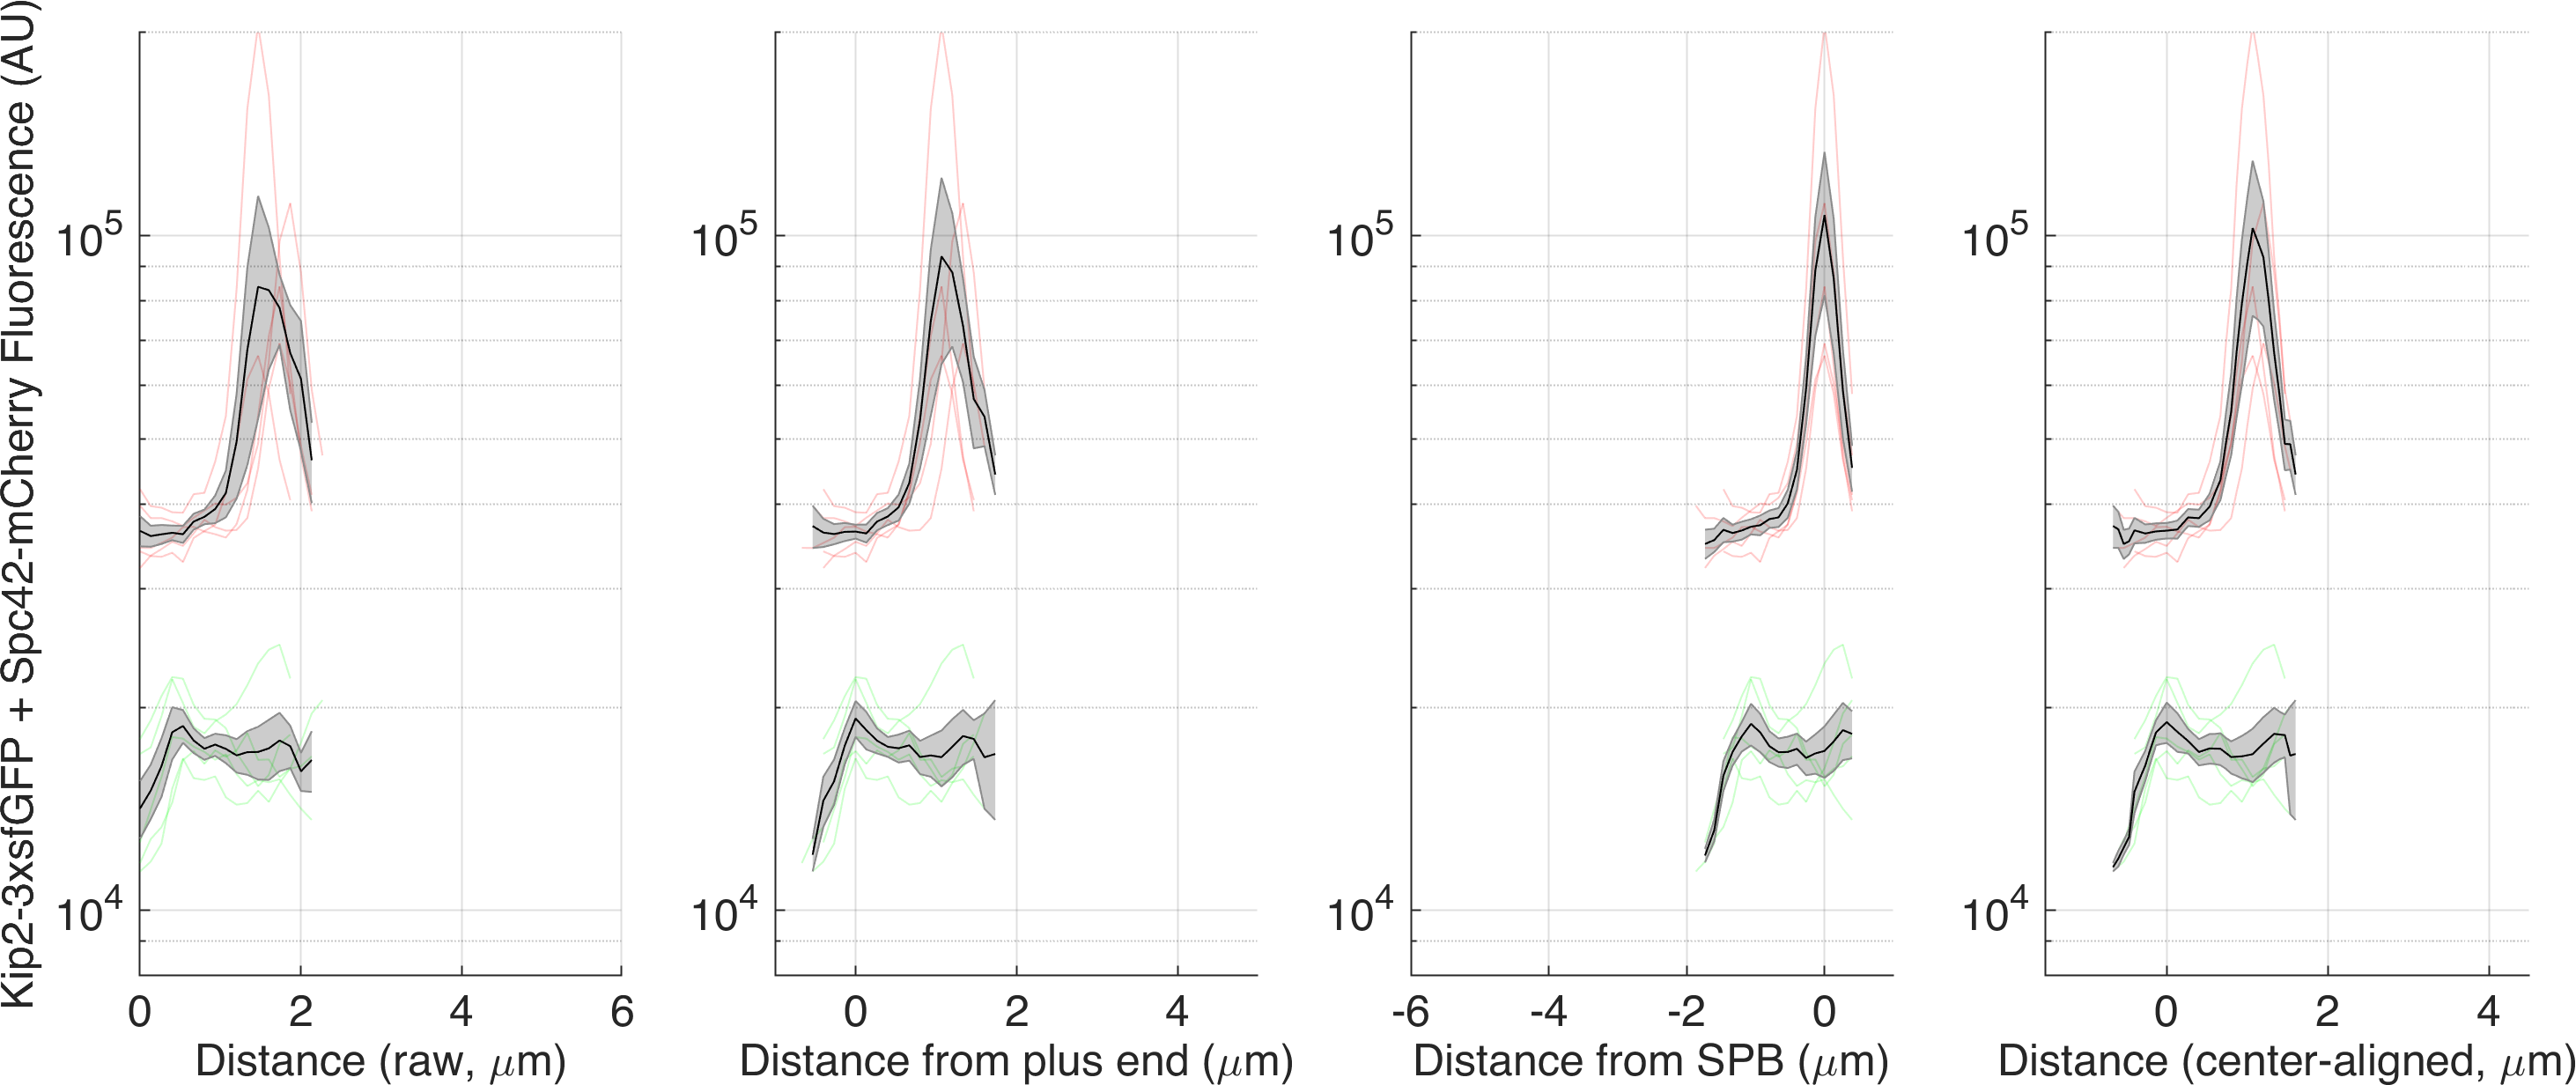 Kip2-3xsfGFP + Spc42-mCherry Fluorescence (AU)
10^5
10^4
0 2 4 6
Distance (raw, μm)
10^5
10^4
0 2 4
Distance from plus end (μm)
10^5
10^4
-6 -4 -2 0
Distance from SPB (μm)
10^5
10^4
0 2 4
Distance (center-aligned, μm)